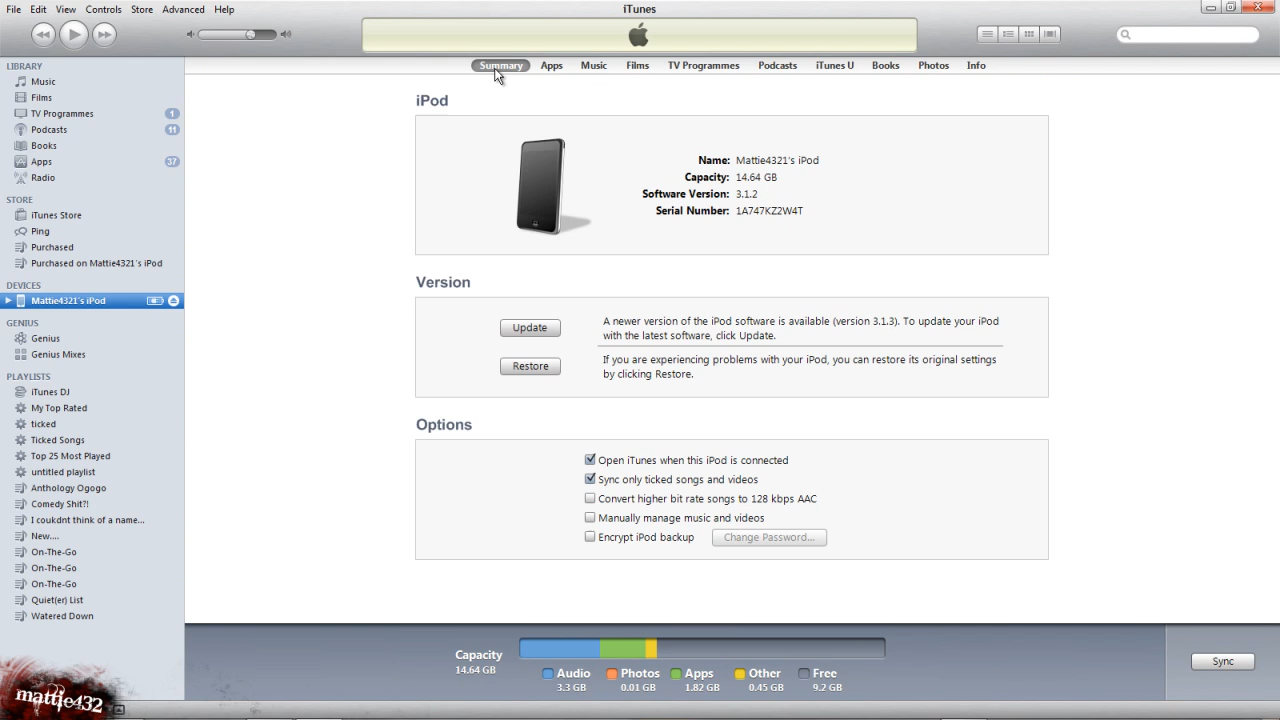 File Edit View Controls Store Advanced Help
iTunes
LIBRARY
Music
Films
TV Programmes 1
Podcasts 11
Books
Apps 37
Radio
STORE
iTunes Store
Ping
Purchased
Purchased on Mattie4321's iPod
DEVICES
Mattie4321's iPod
GENIUS
Genius
Genius Mixes
PLAYLISTS
iTunes DJ
My Top Rated
ticked
Ticked Songs
Top 25 Most Played
untitled playlist
Anthology Ogogo
Comedy Shit?!
I coukdnt think of a name...
New....
On-The-Go
On-The-Go
On-The-Go
Quiet(er) List
Watered Down
mattie432
Summary Apps Music Films TV Programmes Podcasts iTunes U Books Photos Info
iPod
Name: Mattie4321's iPod
Capacity: 14.64 GB
Software Version: 3.1.2
Serial Number: 1A747KZ2W4T
Version
Update
A newer version of the iPod software is available (version 3.1.3). To update your iPod
with the latest software, click Update.
Restore
If you are experiencing problems with your iPod, you can restore its original settings
by clicking Restore.
Options
Open iTunes when this iPod is connected
Sync only ticked songs and videos
Convert higher bit rate songs to 128 kbps AAC
Manually manage music and videos
Encrypt iPod backup Change Password...
Capacity
14.64 GB
Audio Photos Apps Other Free
3.3 GB 0.01 GB 1.82 GB 0.45 GB 9.2 GB
Sync